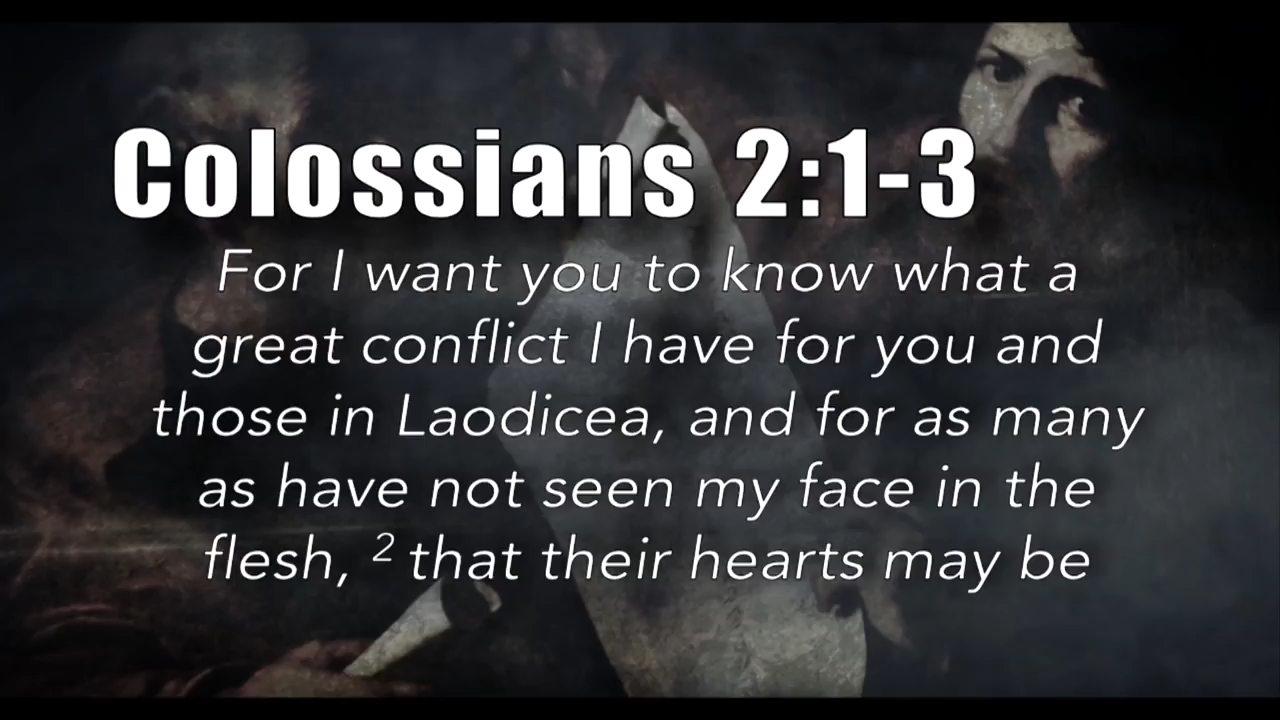 Colossians 2:1-3
For I want you to know what a
great conflict I have for you and
those in Laodicea, and for as many
as have not seen my face in the
flesh, ² that their hearts may be